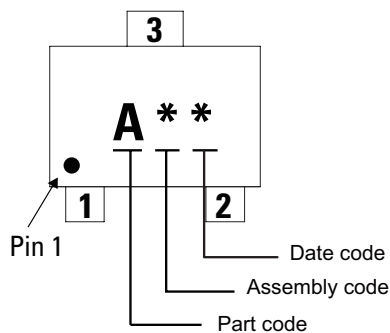 3
A * *
1 2
Pin 1
Date code
Assembly code
Part code